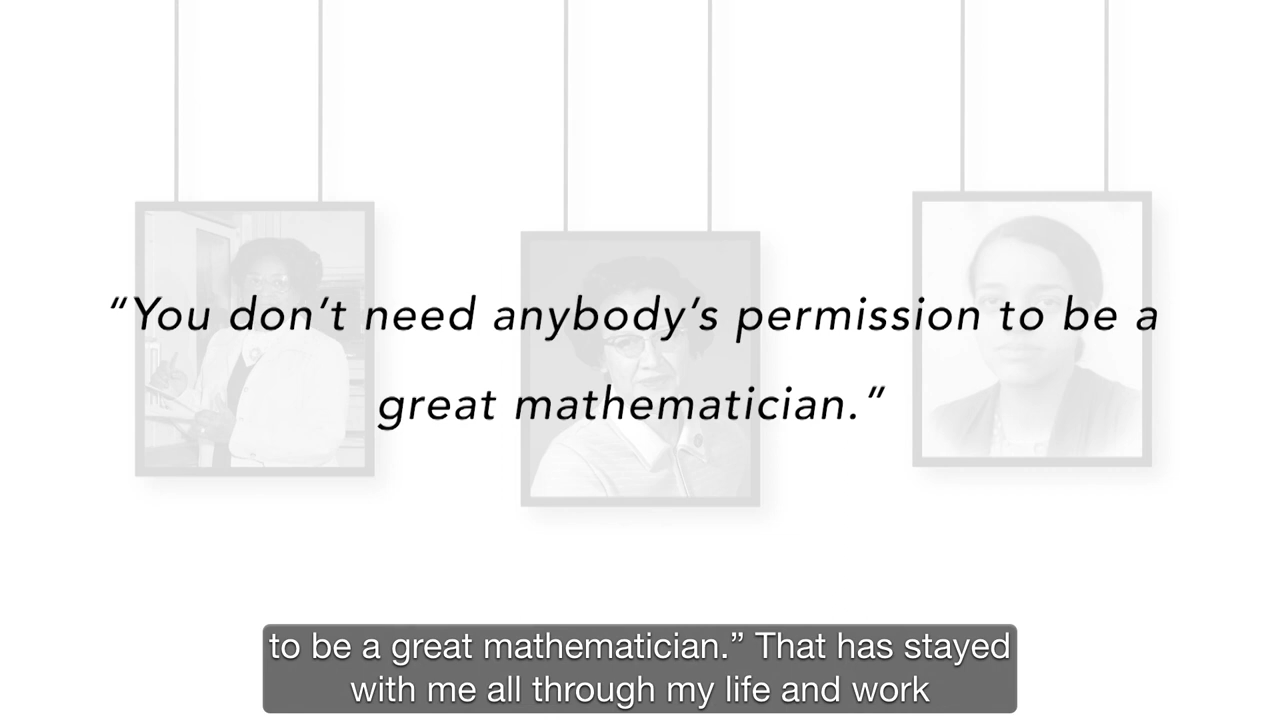 “You don’t need anybody’s permission to be a
great mathematician.”
to be a great mathematician.” That has stayed
with me all through my life and work